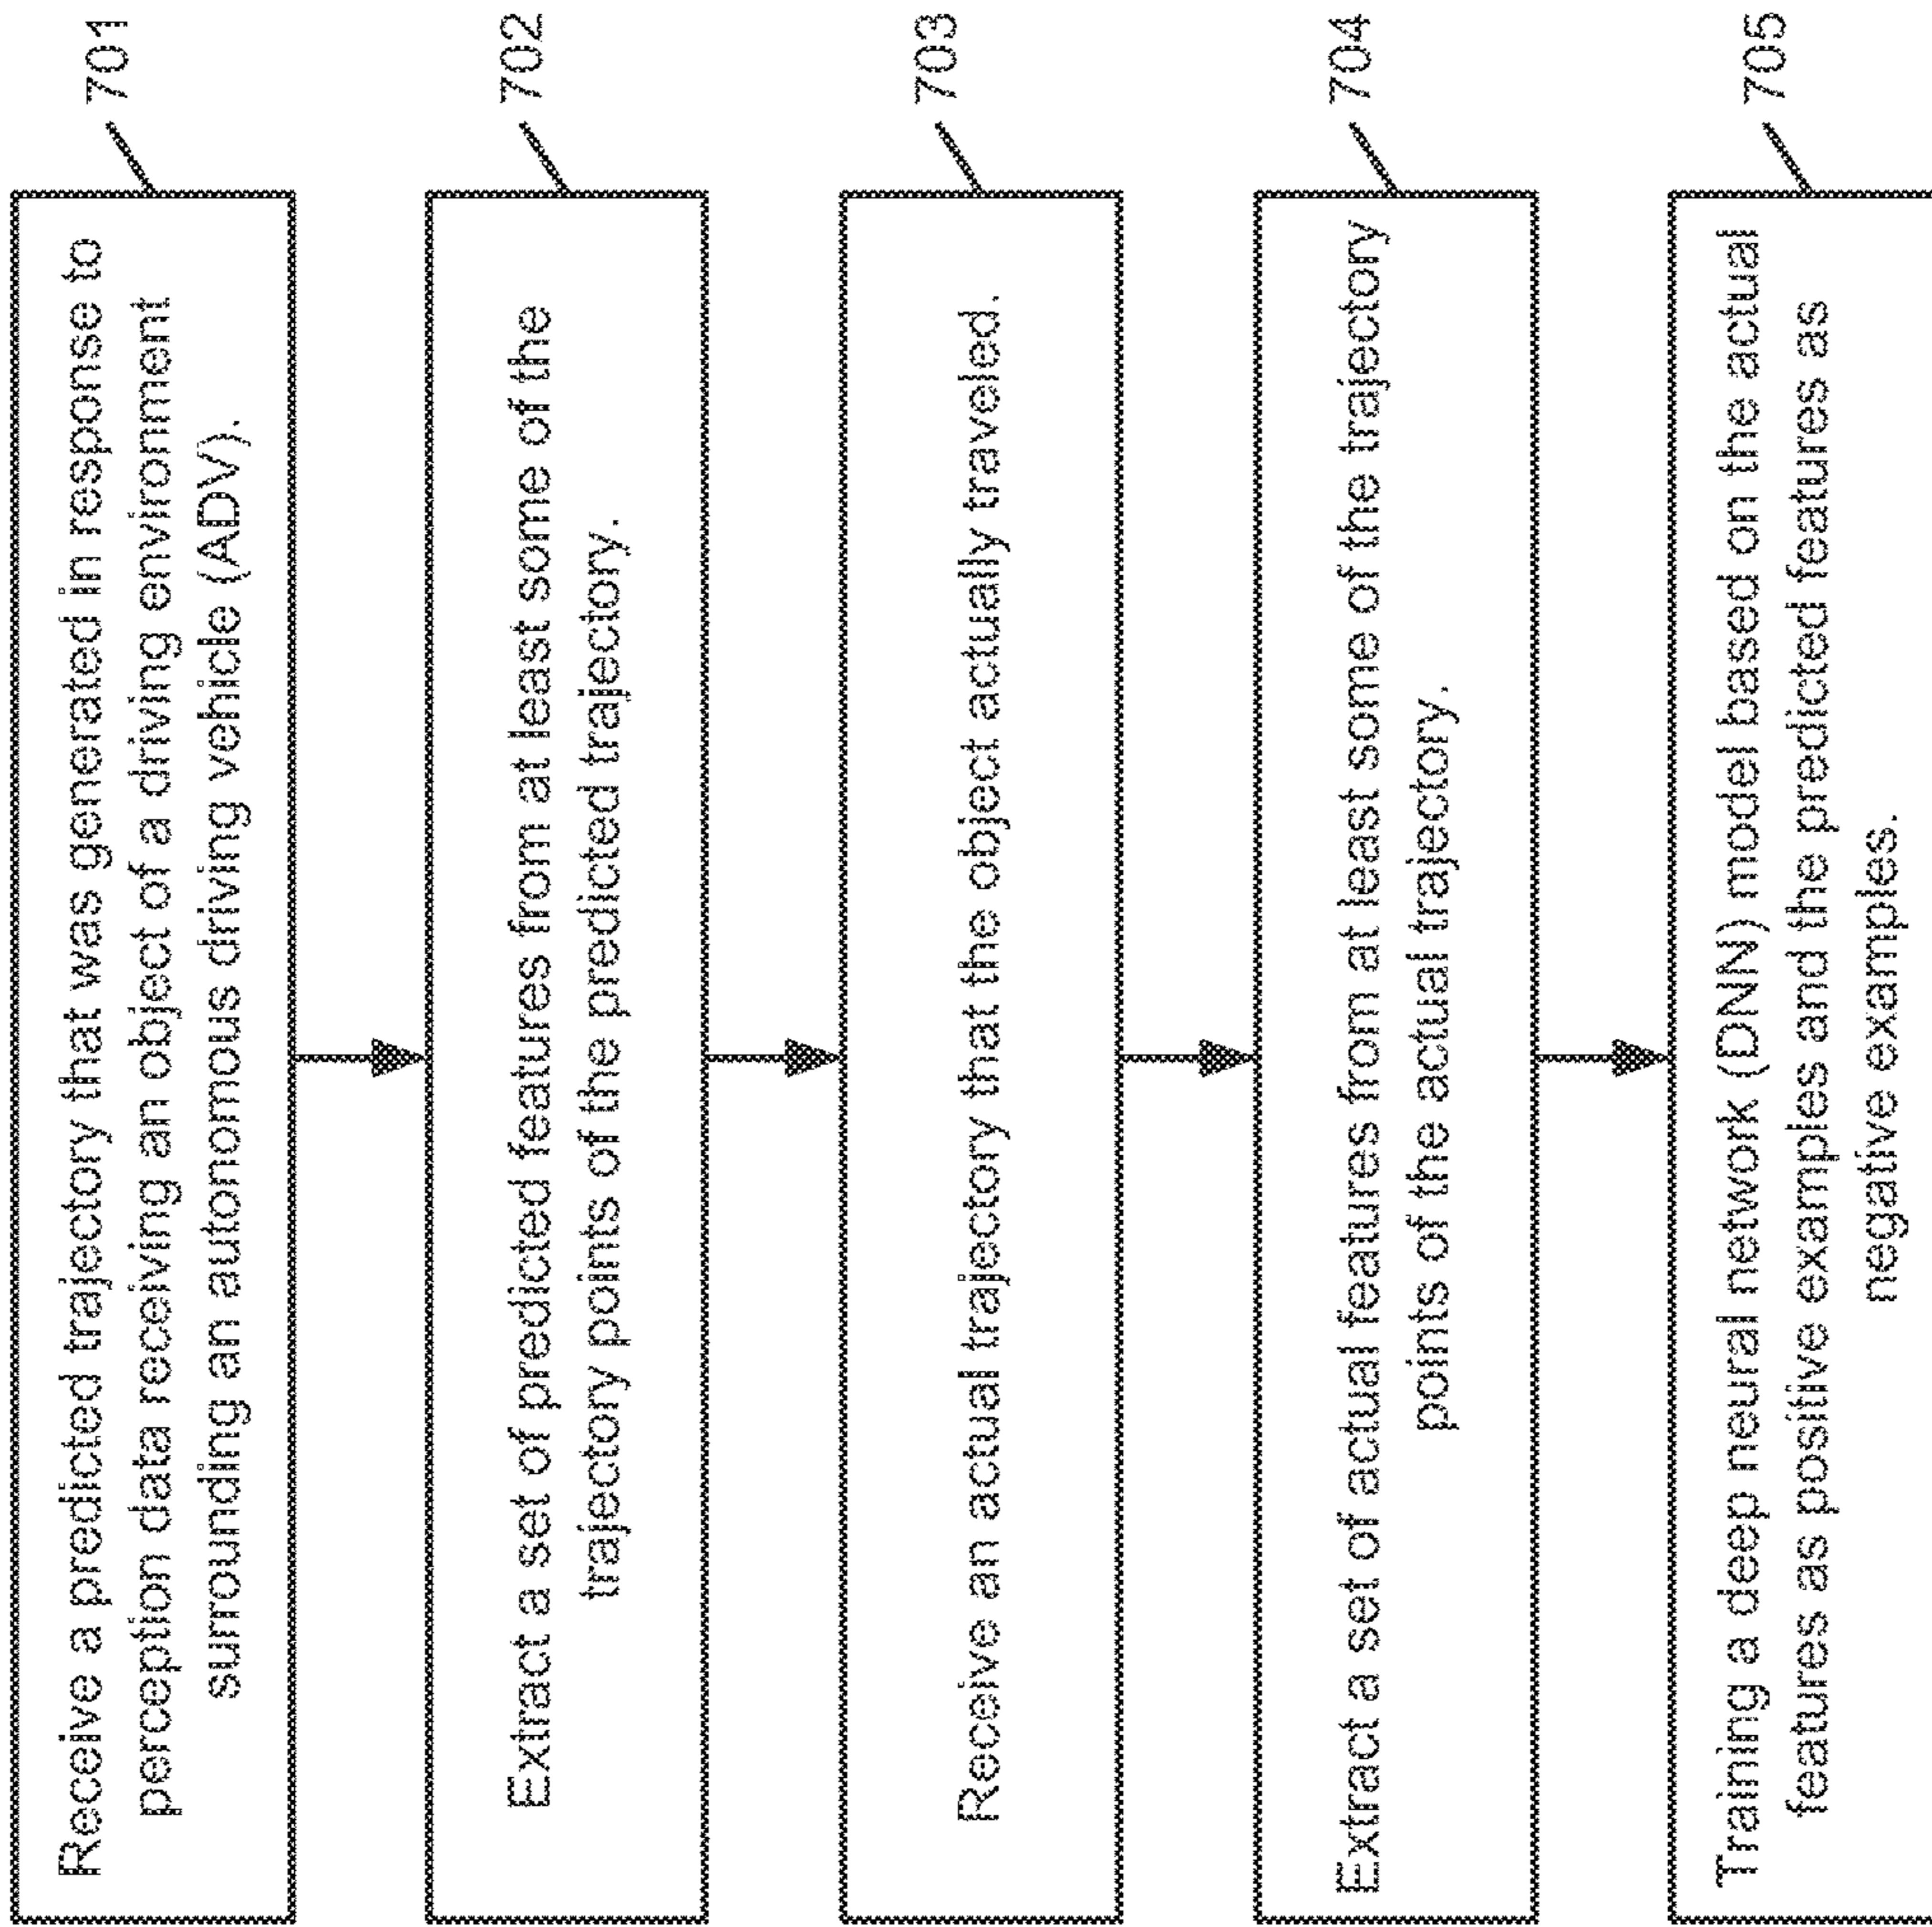 Receive a predicted trajectory that was generated in response to
perception data receiving an object of a driving environment
surrounding an autonomous driving vehicle (ADV).
701
Extract a set of predicted features from at least some of the
trajectory points of the predicted trajectory.
702
Receive an actual trajectory that the object actually traveled.
703
Extract a set of actual features from at least some of the trajectory
points of the actual trajectory.
704
Training a deep neural network (DNN) model based on the actual
features as positive examples and the predicted features as
negative examples.
705